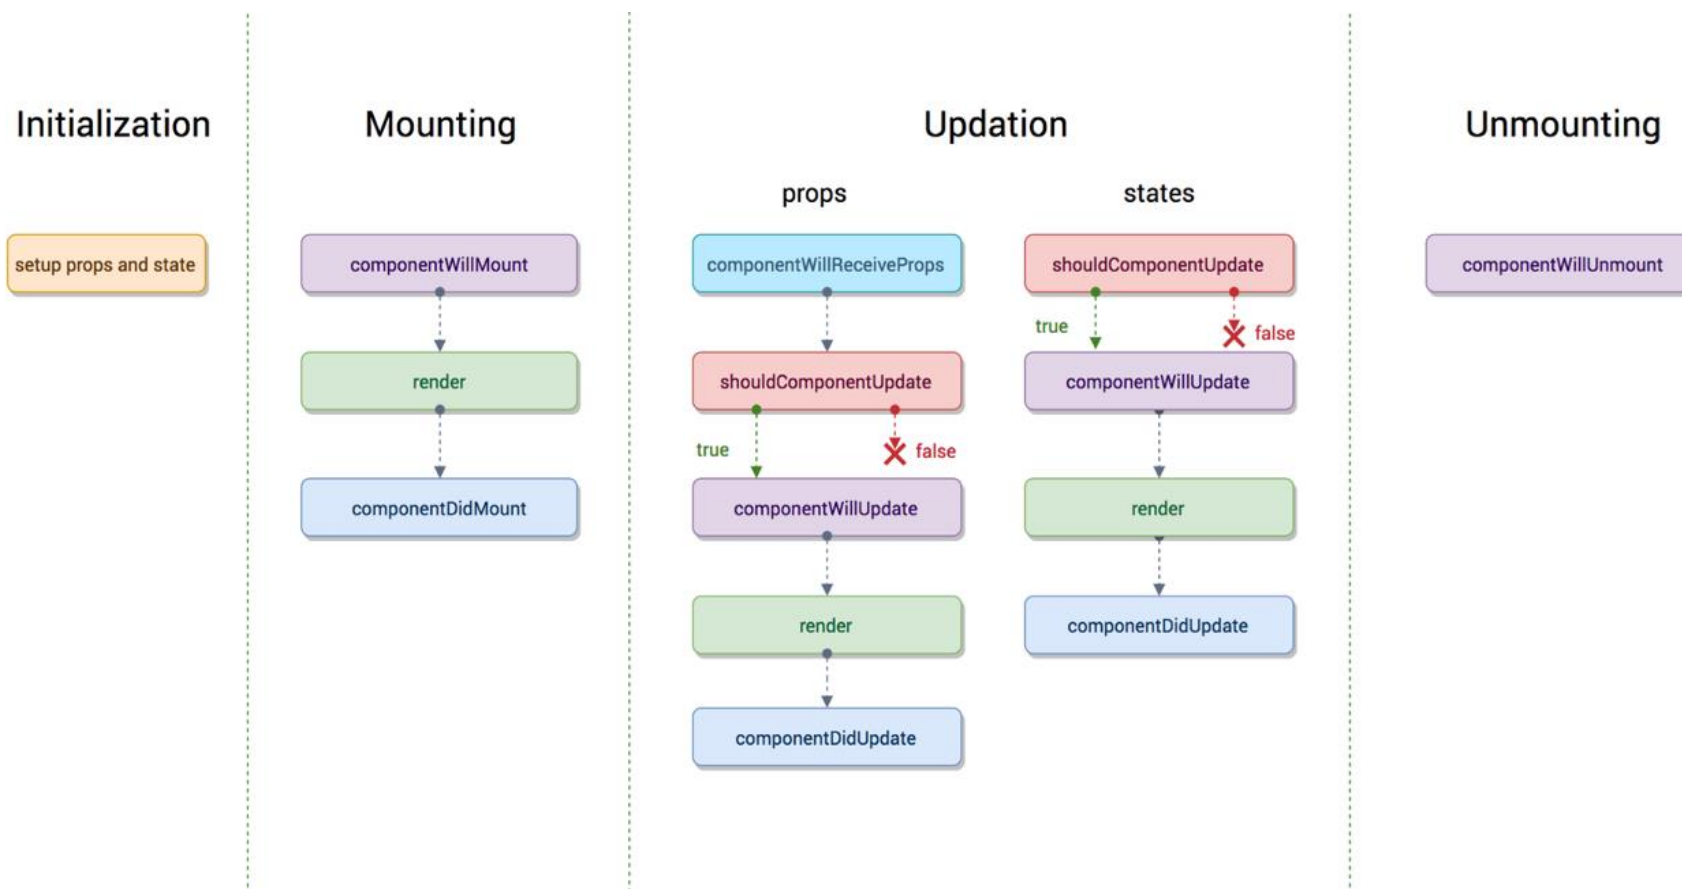 Initialization
setup props and state
Mounting
componentWillMount
render
componentDidMount
Updation
props
componentWillReceiveProps
shouldComponentUpdate
true
false
componentWillUpdate
render
componentDidUpdate
states
shouldComponentUpdate
true
false
componentWillUpdate
render
componentDidUpdate
Unmounting
componentWillUnmount